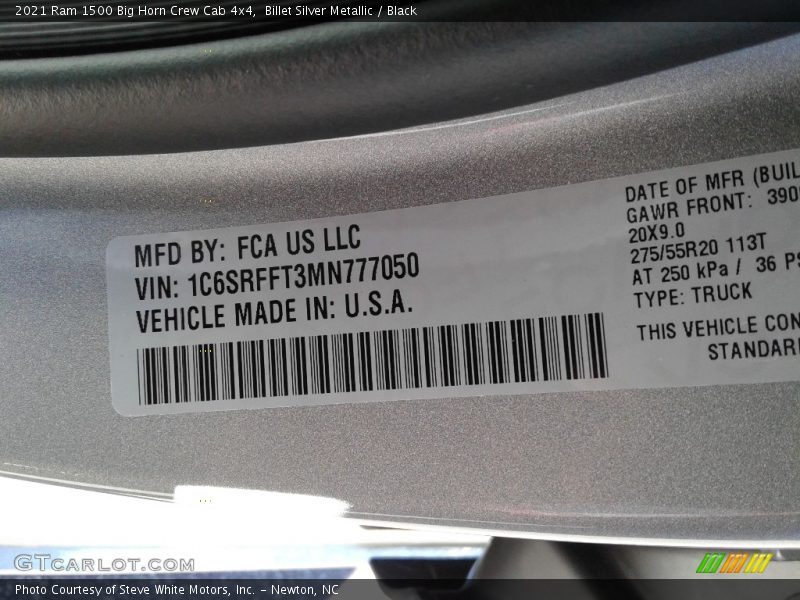 2021 Ram 1500 Big Horn Crew Cab 4x4,  Billet Silver Metallic / Black
MFD BY: FCA US LLC
VIN: 1C6SRFFT3MN777050
VEHICLE MADE IN: U.S.A.
DATE OF MFR (BUIL
GAWR FRONT: 390
20X9.0
275/55R20 113T
AT 250 kPa / 36 PS
TYPE: TRUCK
THIS VEHICLE CON
STANDARD
GTCARLOT.COM
Photo Courtesy of Steve White Motors, Inc. – Newton, NC